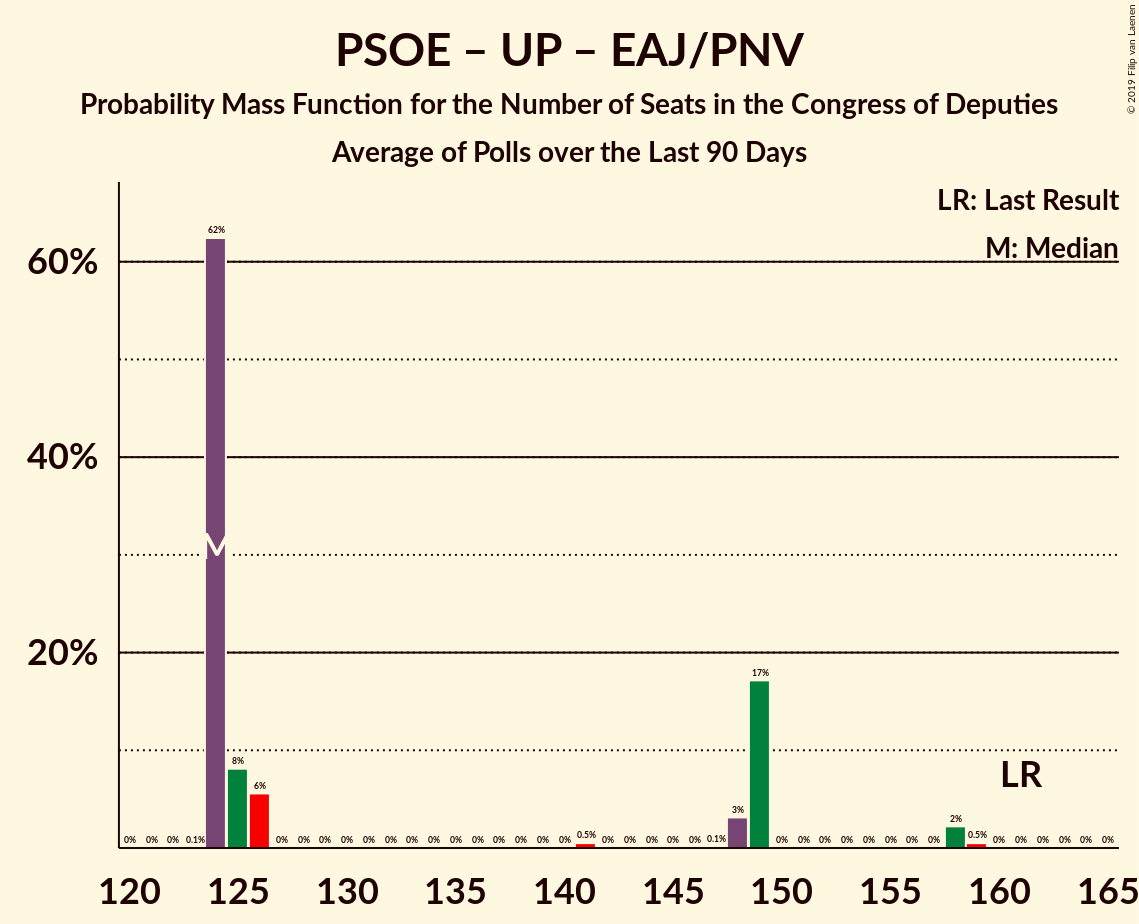 PSOE – UP – EAJ/PNV
Probability Mass Function for the Number of Seats in the Congress of Deputies
Average of Polls over the Last 90 Days
© 2019 Filip van Laenen
LR: Last Result
M: Median
60%
40%
20%
62%
8%
6%
17%
3%
2%
0.5%
0.5%
LR
M
0% 0% 0% 0.1% 0% 0% 0% 0% 0% 0% 0% 0% 0% 0% 0% 0% 0% 0% 0% 0% 0% 0% 0% 0.1% 0% 0% 0% 0% 0% 0% 0% 0% 0% 0% 0% 0% 0% 0%
120 125 130 135 140 145 150 155 160 165